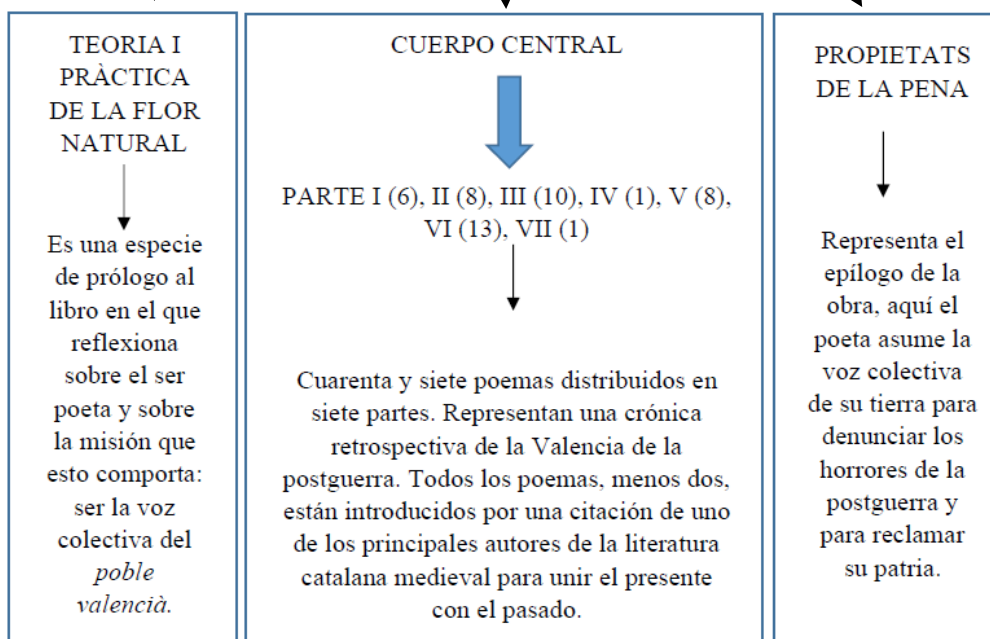 TEORIA I
PRÀCTICA
DE LA FLOR
NATURAL
Es una especie
de prólogo al
libro en el que
reflexiona
sobre el ser
poeta y sobre
la misión que
esto comporta:
ser la voz
colectiva del
poble
valencià.
CUERPO CENTRAL
PARTE I (6), II (8), III (10), IV (1), V (8),
VI (13), VII (1)
Cuarenta y siete poemas distribuidos en
siete partes. Representan una crónica
retrospectiva de la Valencia de la
postguerra. Todos los poemas, menos dos,
están introducidos por una citación de uno
de los principales autores de la literatura
catalana medieval para unir el presente
con el pasado.
PROPIETATS
DE LA PENA
Representa el
epílogo de la
obra, aquí el
poeta asume la
voz colectiva
de su tierra para
denunciar los
horrores de la
postguerra y
para reclamar
su patria.